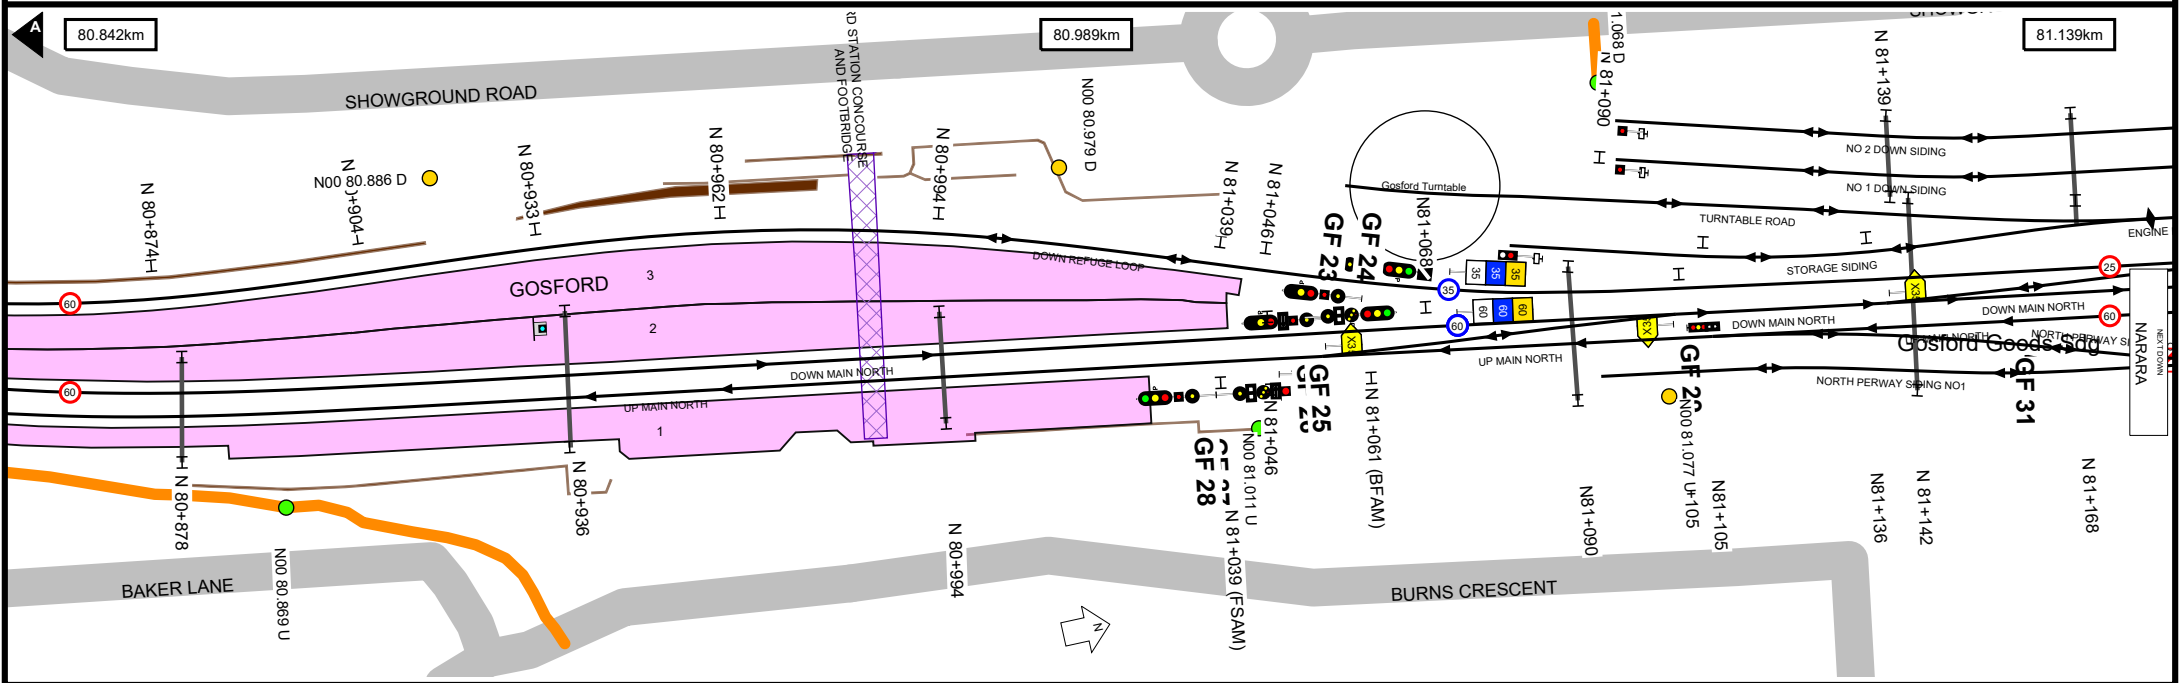 A
80.842km
80.989km
81.139km
SHOWGROUND ROAD
AND FOOTBRIDGE
N00 80.979 D
1.068 D
N 81+090
N 81+139
N 80+874
N00 80.886 D
N 80+933
N 80+962
N 80+994
N 81+039
N 81+046
GF 23
GF 24
N81+068
Gosford Turntable
NO 2 DOWN SIDING
NO 1 DOWN SIDING
TURNTABLE ROAD
ENGINE
STORAGE SIDING
DOWN REFUGE LOOP
GOSFORD
3
2
1
60
60
35
60
25
60
35
35
35
60
60
60
DOWN MAIN NORTH
UP MAIN NORTH
DOWN MAIN NORTH
DOWN MAIN NORTH
UP MAIN NORTH
Gosford Goods Sdg
NORTH PERWAY SIDING NO1
NARARA
NEXT DOWN
GF 25
GF 28
GF 31
N 81+046
N00 81.011 U
N 81+061 (BFAM)
N 81+039 (FSAM)
N00 81.077 U
N81+105
N81+090
N81+136
N 81+142
N 81+168
N 80+878
N 80+936
N 80+994
N00 80.869 U
BAKER LANE
BURNS CRESCENT
N